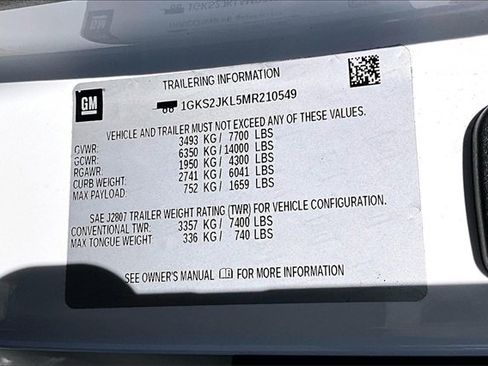 TRAILERING INFORMATION
GM
1GKS2JKL5MR210549
VEHICLE AND TRAILER MUST NOT EXCEED ANY OF THESE VALUES:
GVWR: 3493 KG/ 7700 LBS
GCWR: 6350 KG/ 14000 LBS
RGAWR: 1950 KG/ 4300 LBS
CURB WEIGHT: 2741 KG/ 6041 LBS
MAX PAYLOAD: 752 KG/ 1659 LBS
SAE J2807 TRAILER WEIGHT RATING (TWR) FOR VEHICLE CONFIGURATION.
CONVENTIONAL TWR: 3357 KG/ 7400 LBS
MAX TONGUE WEIGHT: 336 KG/ 740 LBS
SEE OWNER'S MANUAL FOR MORE INFORMATION